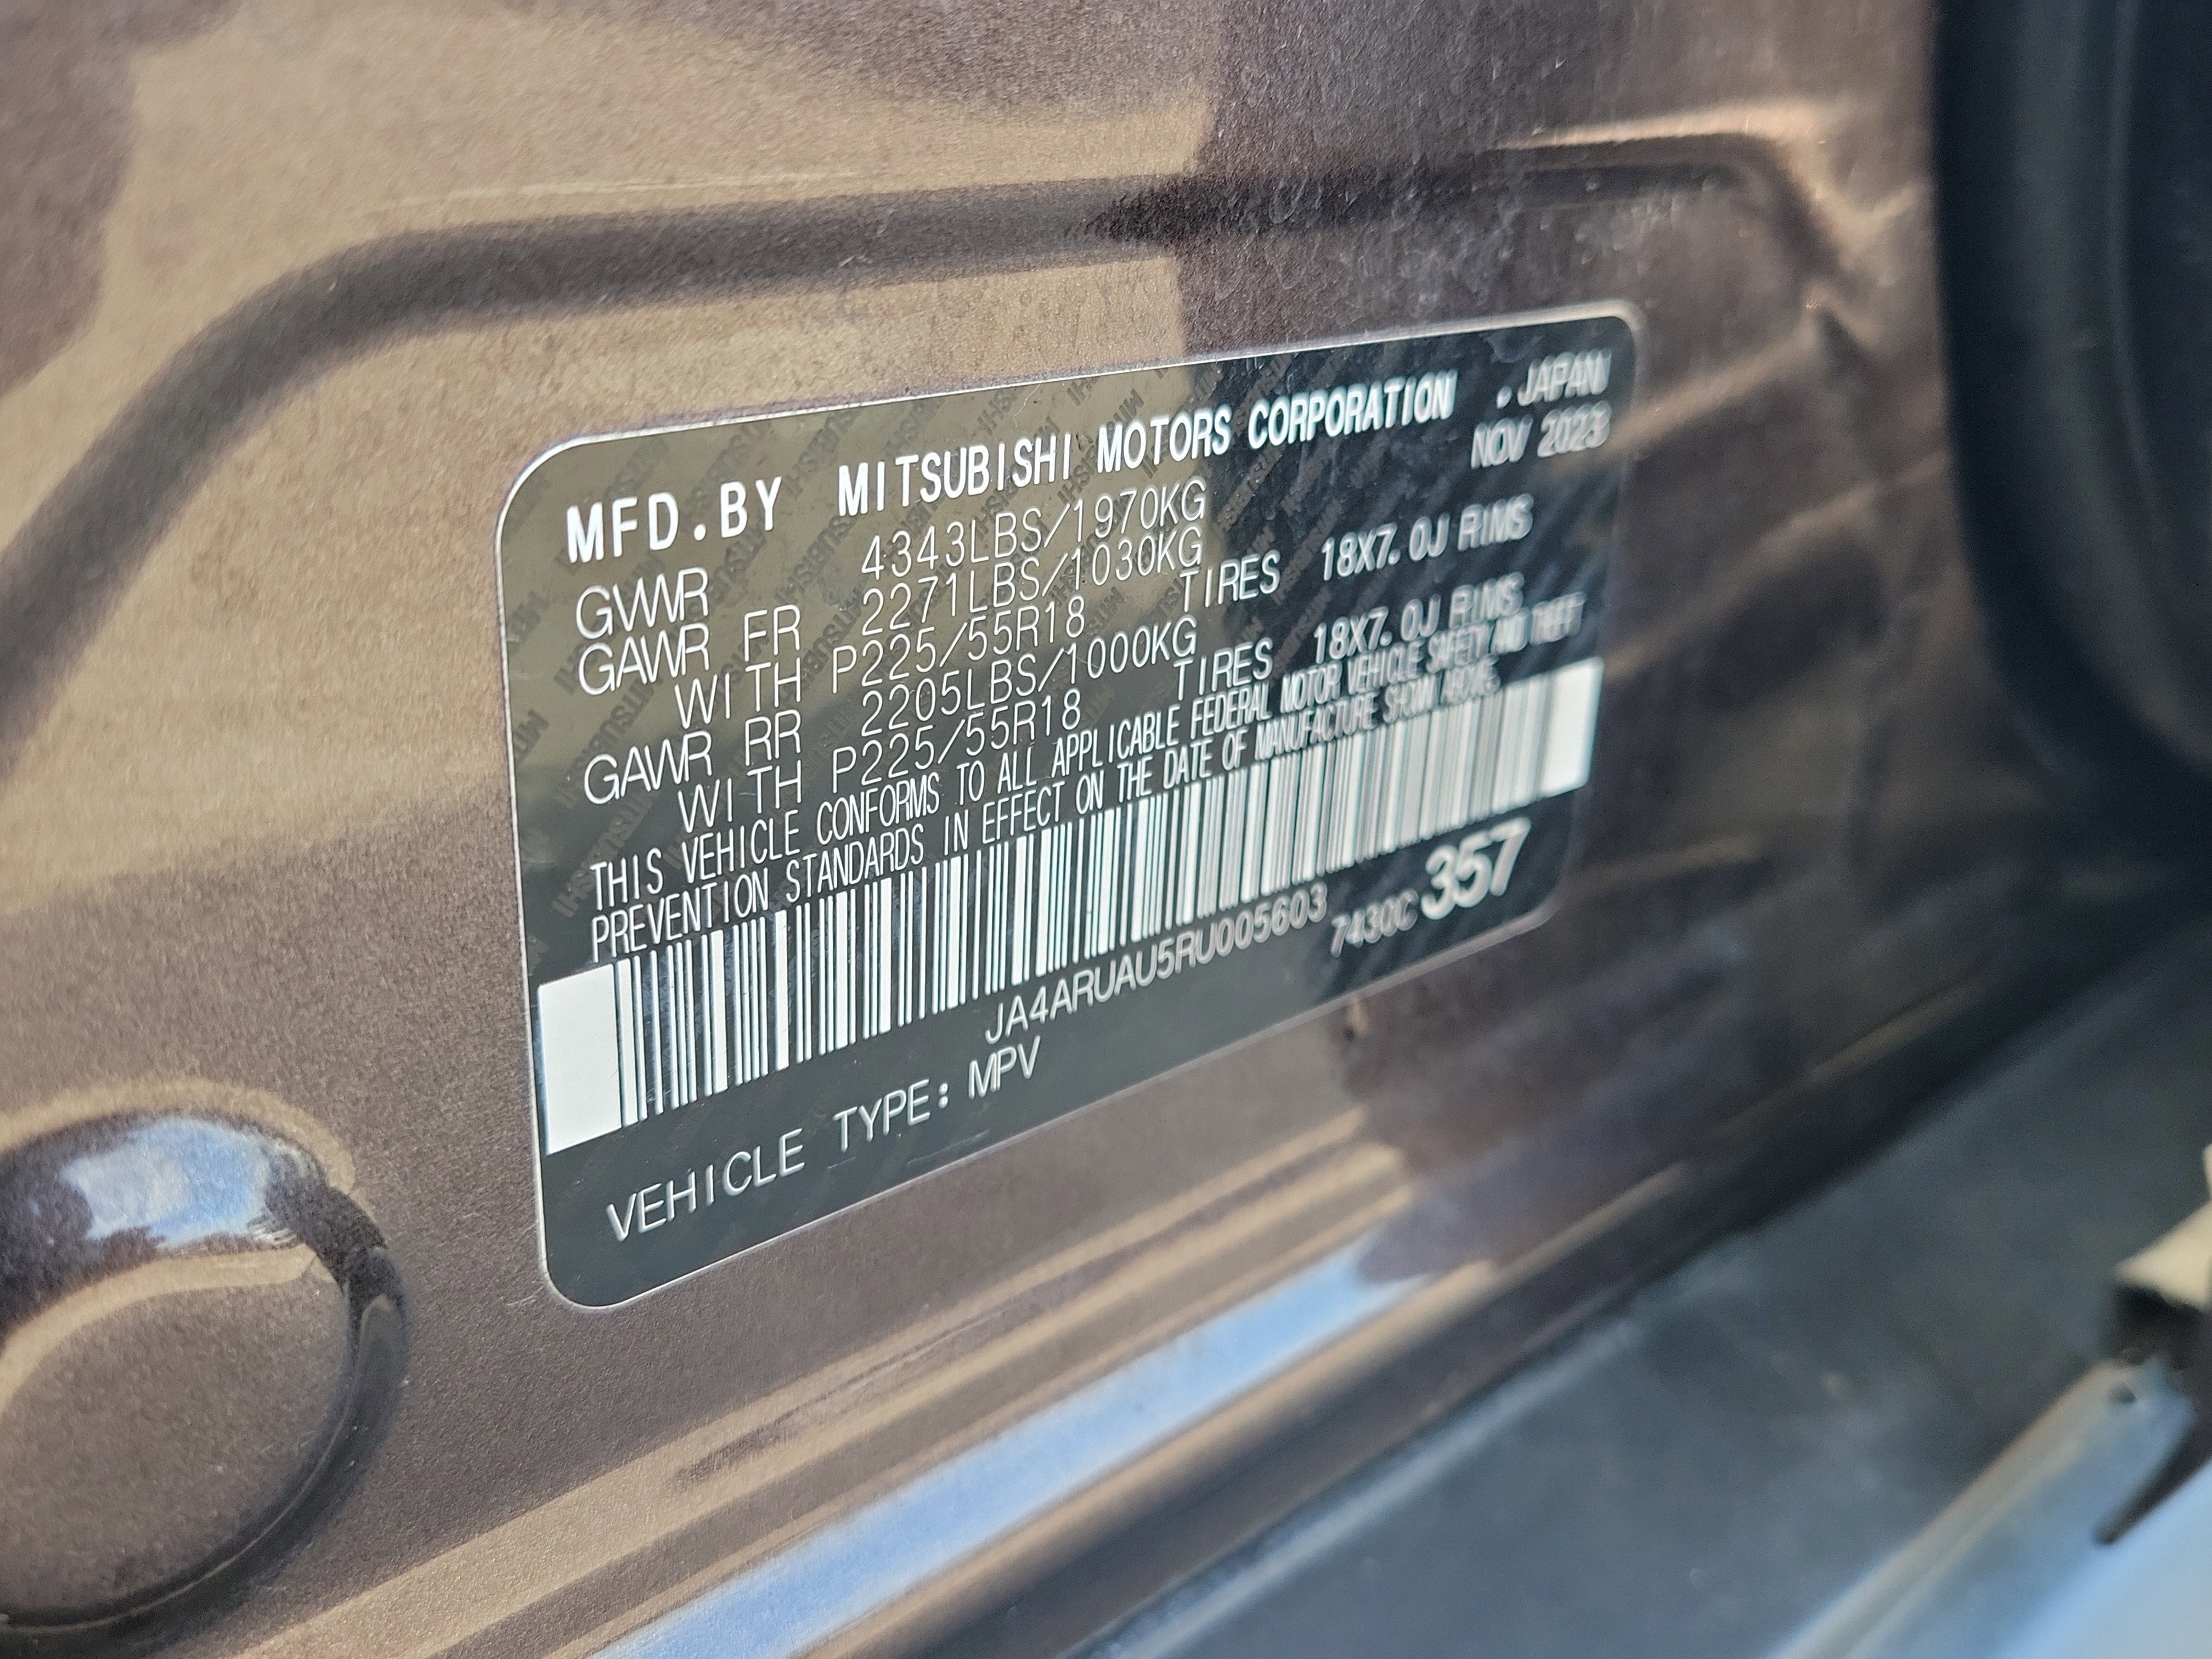 MFD.BY MITSUBISHI MOTORS CORPORATION , JAPAN
NOV 2023
GVWR 4343LBS/1970KG
GAWR FR 2271LBS/1030KG
WITH P225/55R18 TIRES 18X7.0J RIMS
GAWR RR 2205LBS/1000KG
WITH P225/55R18 TIRES 18X7.0J RIMS
THIS VEHICLE CONFORMS TO ALL APPLICABLE FEDERAL MOTOR VEHICLE SAFETY AND THEFT
PREVENTION STANDARDS IN EFFECT ON THE DATE OF MANUFACTURE SHOWN ABOVE.
JA4ARUAU5RU005603
7430C 357
VEHICLE TYPE: MPV